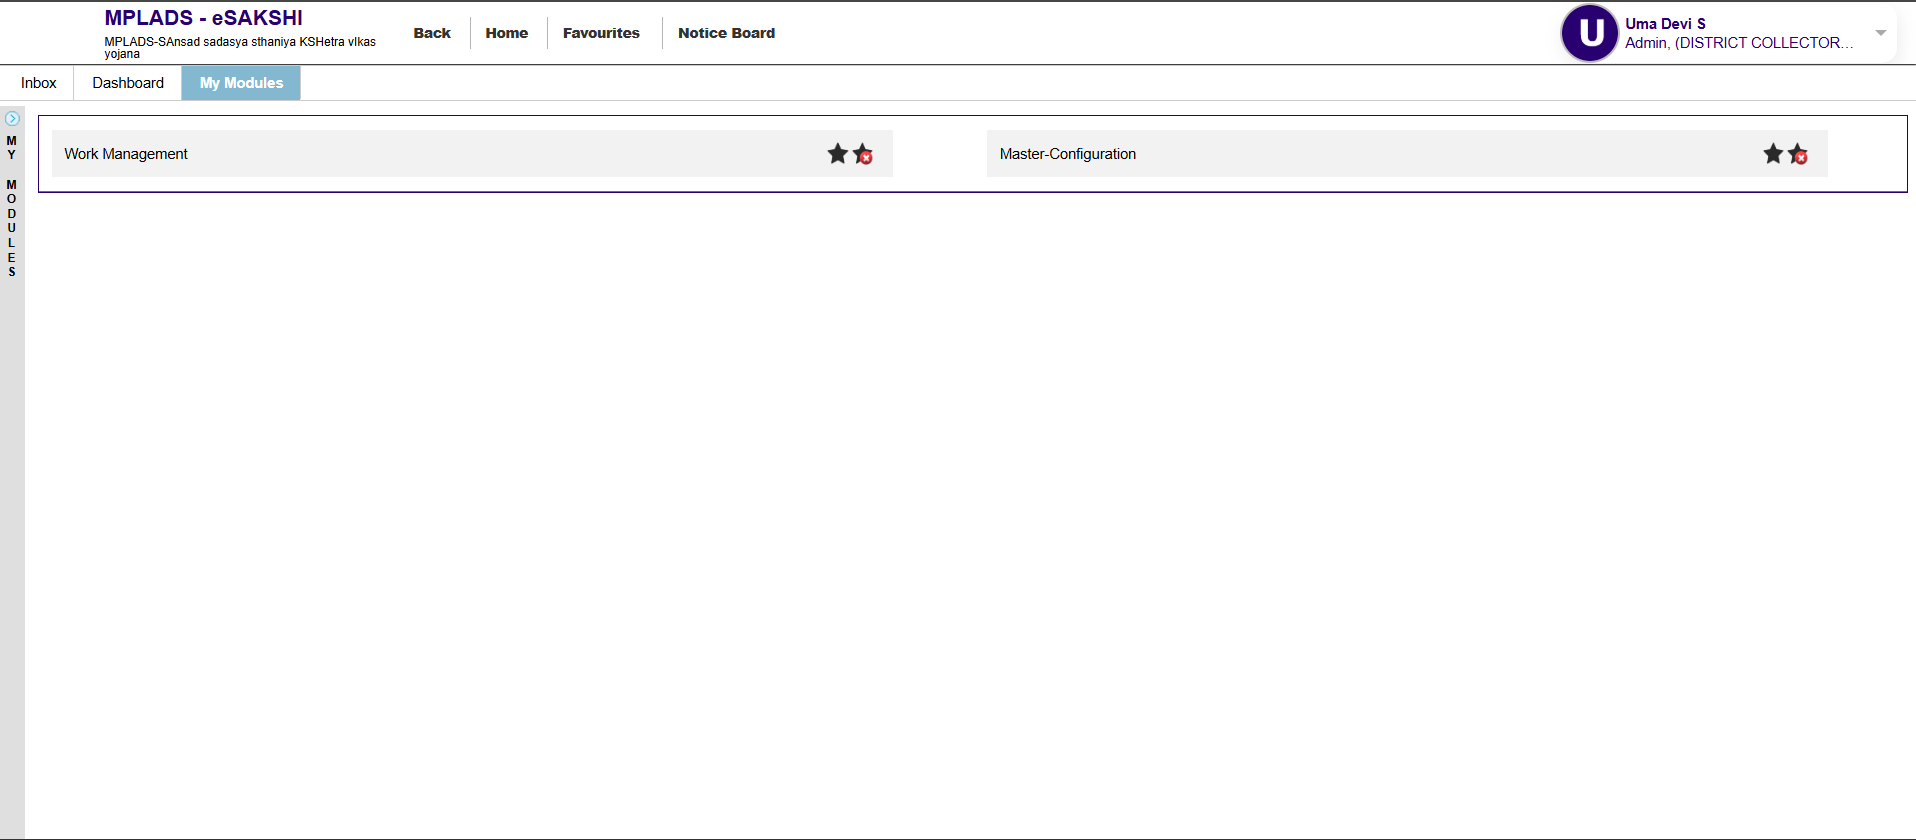 MPLADS - eSAKSHI
MPLADS-SAnsad sadasya sthaniya KSHetra vIkas
yojana
Back
Home
Favourites
Notice Board
U
Uma Devi S
Admin, (DISTRICT COLLECTOR...
Inbox
Dashboard
My Modules
MY MODULES
Work Management
Master-Configuration